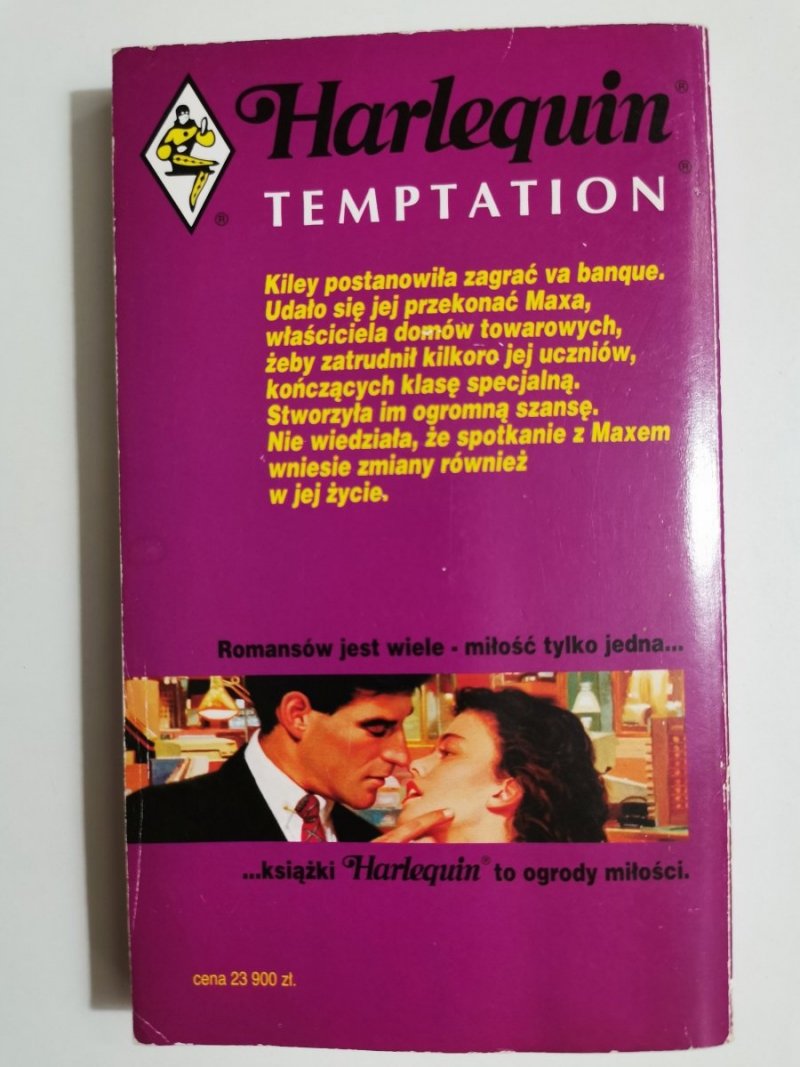 Harlequin®
TEMPTATION®
®
Kiley postanowiła zagrać va banque.
Udało się jej przekonać Maxa,
właściciela domów towarowych,
żeby zatrudnił kilkoro jej uczniów,
kończących klasę specjalną.
Stworzyła im ogromną szansę.
Nie wiedziała, że spotkanie z Maxem
wniesie zmiany również
w jej życie.
Romansów jest wiele - miłość tylko jedna...
...książki Harlequin® to ogrody miłości.
cena 23 900 zł.